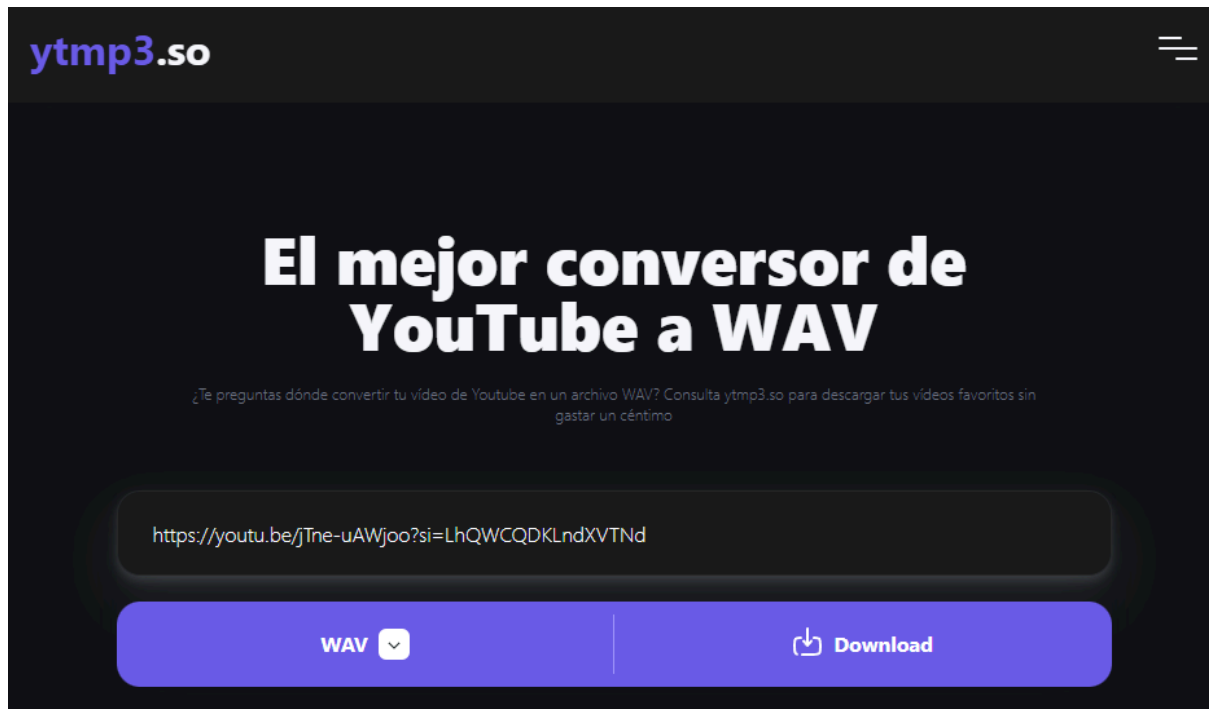 ytmp3.so
El mejor conversor de
YouTube a WAV
¿Te preguntas dónde convertir tu vídeo de Youtube en un archivo WAV? Consulta ytmp3.so para descargar tus vídeos favoritos sin
gastar un céntimo
https://youtu.be/jTne-uAWjoo?si=LhQWCQDKLndXVTNd
WAV
Download